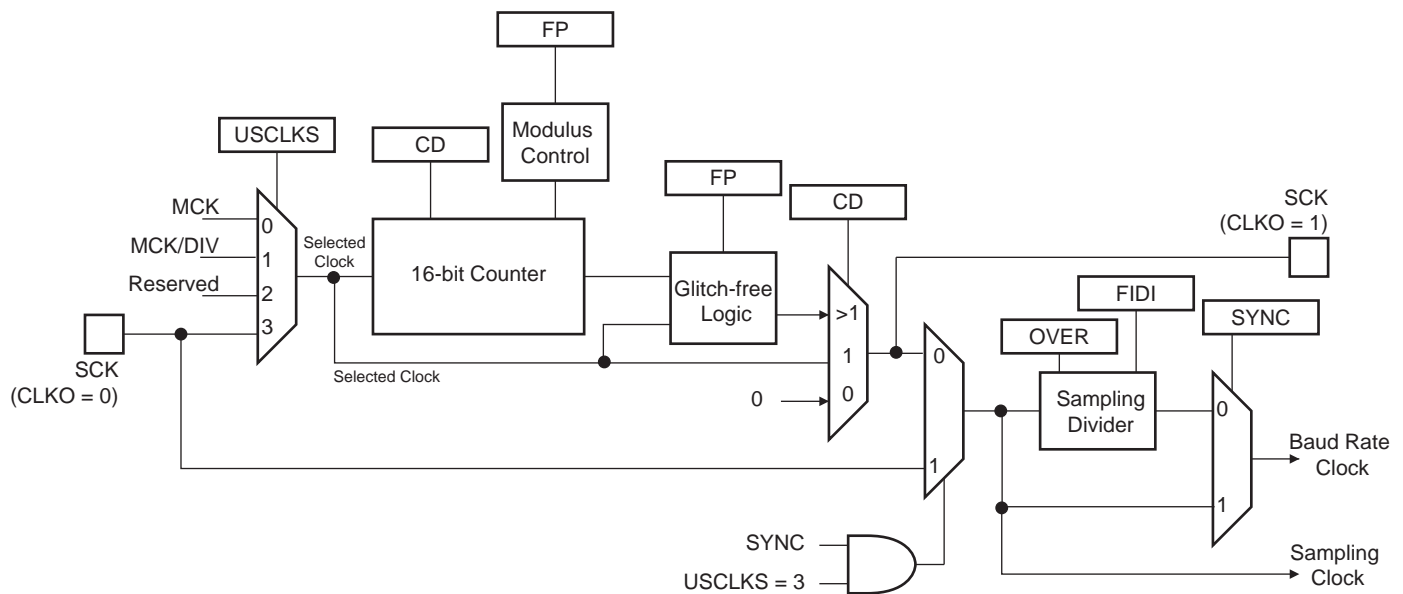 FP
USCLKS
CD
Modulus
Control
FP
CD
SCK
(CLKO = 1)
MCK
0
MCK/DIV
1
Reserved
2
3
Selected
Clock
16-bit Counter
Glitch-free
Logic
>1
1
0
0
Selected Clock
SCK
(CLKO = 0)
0
1
FIDI
OVER
SYNC
Sampling
Divider
0
1
Baud Rate
Clock
SYNC
USCLKS = 3
Sampling
Clock